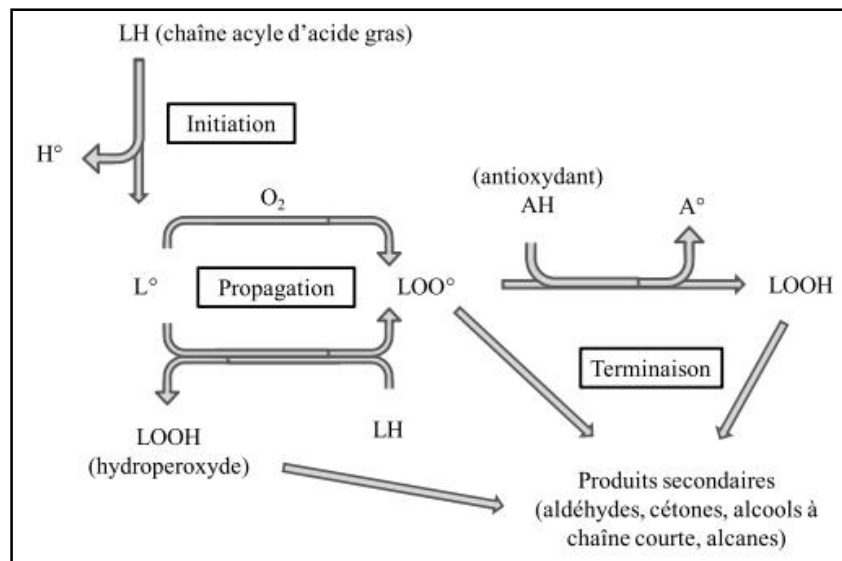 LH (chaîne acyle d’acide gras)
Initiation
H°
O₂
(antioxydant)
AH
A°
L°
Propagation
LOO°
LOOH
Terminaison
LOOH
(hydroperoxyde)
LH
Produits secondaires
(aldéhydes, cétones, alcools à
chaîne courte, alcanes)